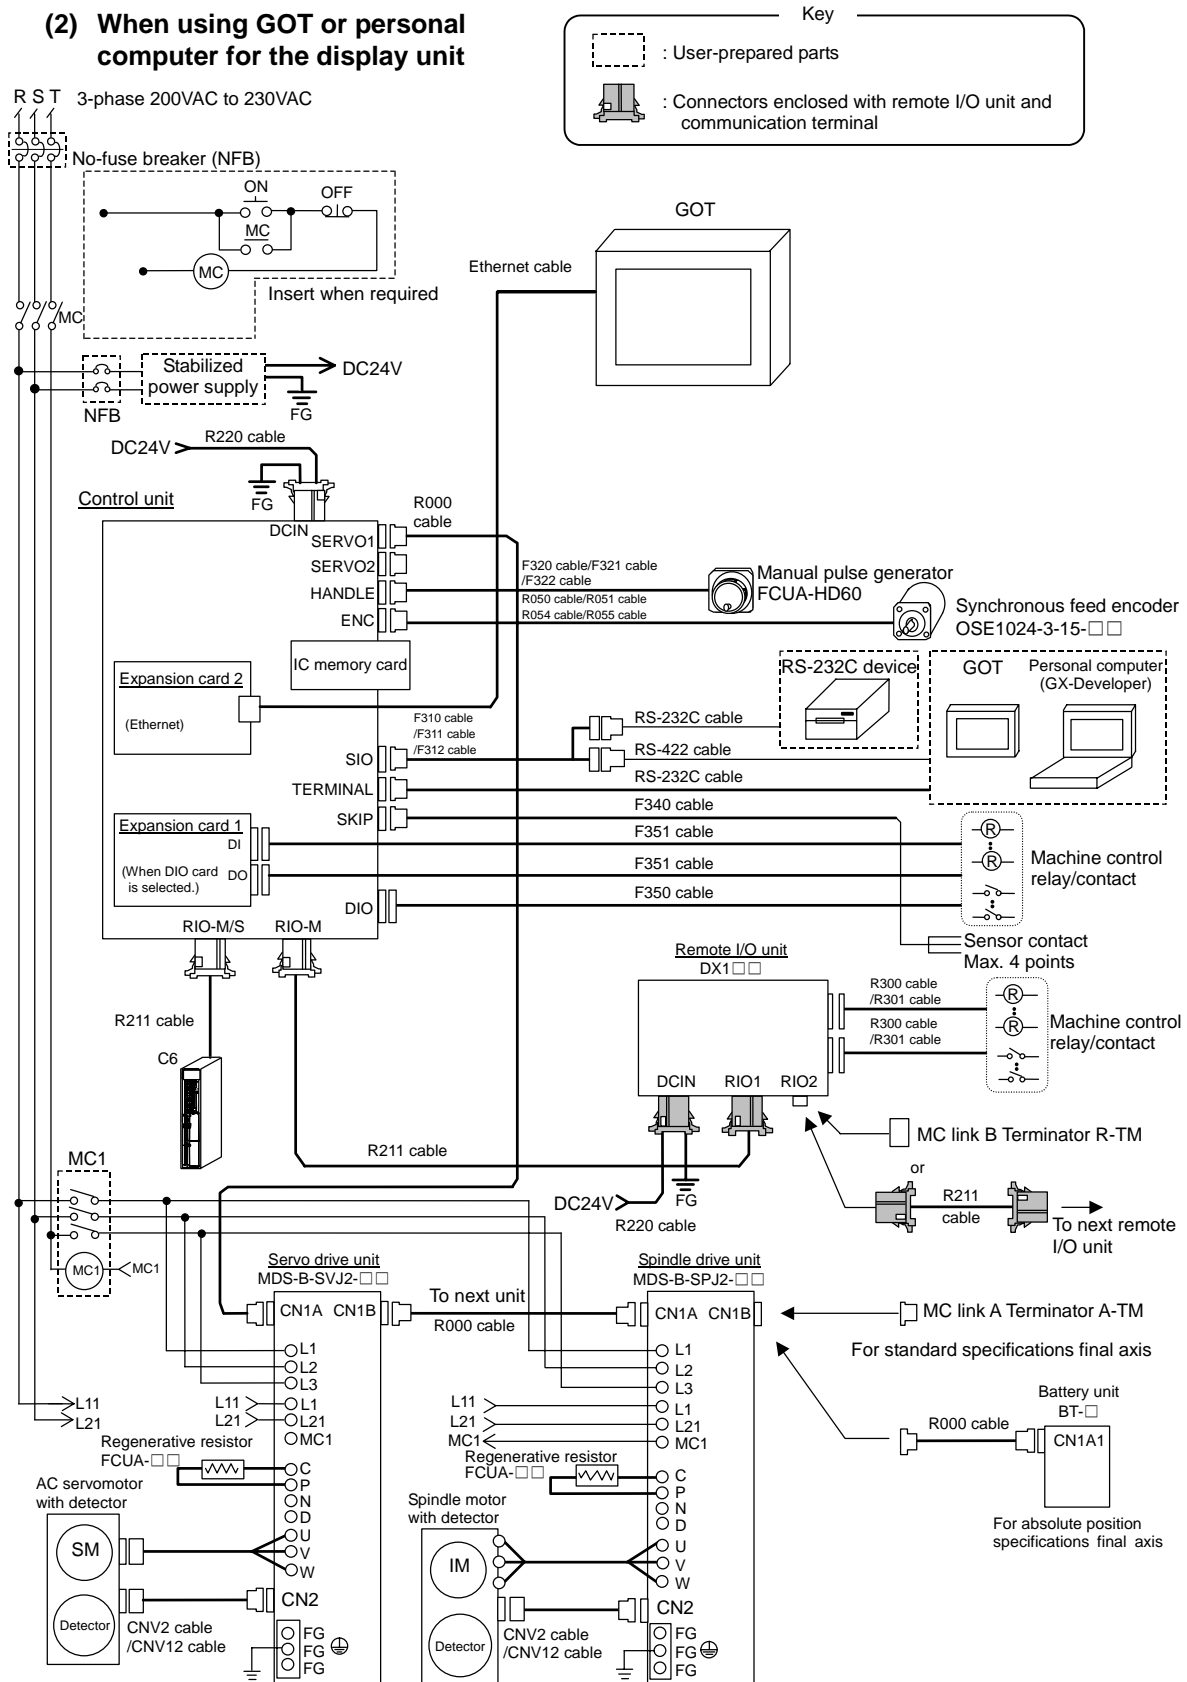 (2) When using GOT or personal
computer for the display unit
Key
: User-prepared parts
: Connectors enclosed with remote I/O unit and
communication terminal
R S T
3-phase 200VAC to 230VAC
No-fuse breaker (NFB)
ON
OFF
MC
MC
Insert when required
MC
GOT
Ethernet cable
Stabilized
power supply
DC24V
NFB
FG
DC24V
R220 cable
FG
Control unit
DCIN
R000
cable
SERVO1
SERVO2
HANDLE
ENC
F320 cable/F321 cable
/F322 cable
R050 cable/R051 cable
R054 cable/R055 cable
Manual pulse generator
FCUA-HD60
Synchronous feed encoder
OSE1024-3-15-□□
IC memory card
Expansion card 2
(Ethernet)
RS-232C device
GOT
Personal computer
(GX-Developer)
F310 cable
/F311 cable
/F312 cable
RS-232C cable
RS-422 cable
RS-232C cable
SIO
TERMINAL
SKIP
F340 cable
F351 cable
F351 cable
F350 cable
Expansion card 1
DI
(When DIO card
is selected.)
DO
DIO
R
R
Machine control
relay/contact
RIO-M/S
RIO-M
Sensor contact
Max. 4 points
Remote I/O unit
DX1□□
R300 cable
/R301 cable
R300 cable
/R301 cable
R
R
Machine control
relay/contact
R211 cable
C6
DCIN
RIO1
RIO2
MC link B Terminator R-TM
R211 cable
or
R211
cable
To next remote
I/O unit
DC24V
FG
R220 cable
MC1
MC1
MC1
Servo drive unit
MDS-B-SVJ2-□□
Spindle drive unit
MDS-B-SPJ2-□□
To next unit
R000 cable
CN1A
CN1B
CN1A
CN1B
MC link A Terminator A-TM
For standard specifications final axis
L1
L2
L3
L1
L21
MC1
L11
L21
L11
L21
L1
L2
L3
L1
L21
MC1
L11
L21
MC1
Battery unit
BT-□
R000 cable
CN1A1
For absolute position
specifications final axis
Regenerative resistor
FCUA-□□
C
P
N
D
U
V
W
CN2
FG
FG
FG
AC servomotor
with detector
SM
Detector
CNV2 cable
/CNV12 cable
Regenerative resistor
FCUA-□□
C
P
N
D
U
V
W
CN2
FG
FG
FG
Spindle motor
with detector
IM
Detector
CNV2 cable
/CNV12 cable